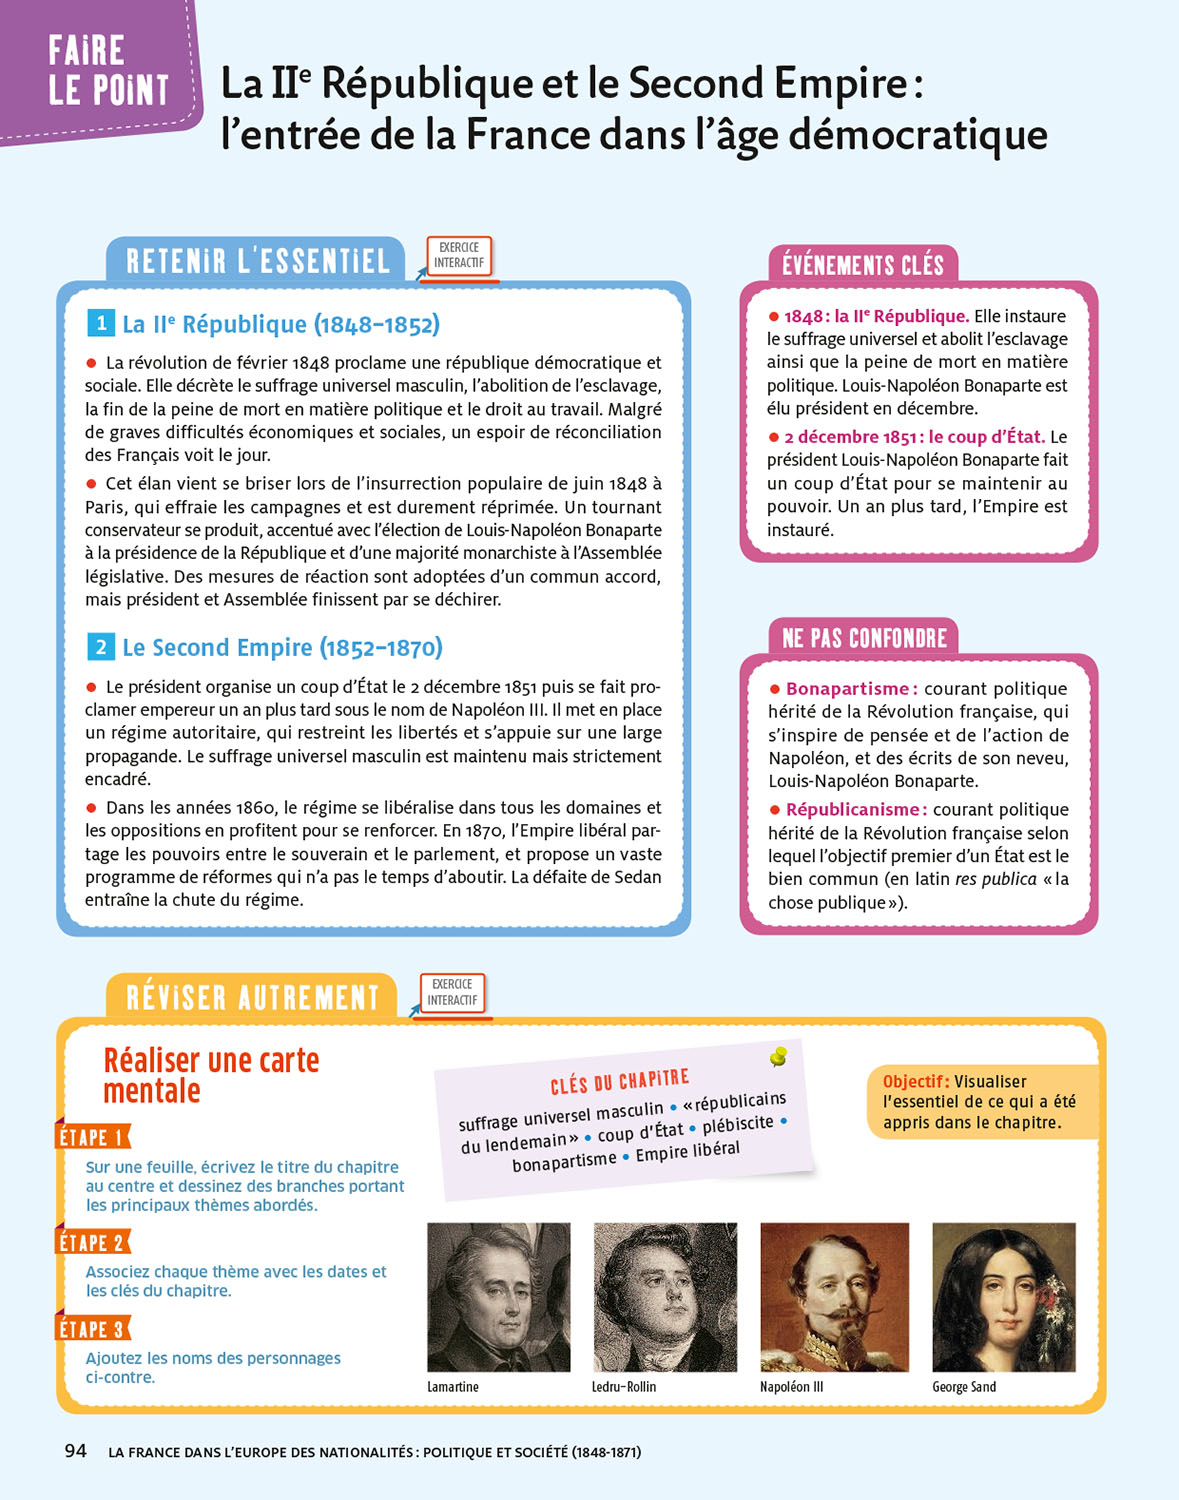 FAIRE
LE POINT
La IIe République et le Second Empire :
l'entrée de la France dans l'âge démocratique
RETENIR L'ESSENTIEL
EXERCICE
INTERACTIF
1 La IIe République (1848-1852)
● La révolution de février 1848 proclame une république démocratique et
sociale. Elle décrète le suffrage universel masculin, l'abolition de l'esclavage,
la fin de la peine de mort en matière politique et le droit au travail. Malgré
de graves difficultés économiques et sociales, un espoir de réconciliation
des Français voit le jour.
● Cet élan vient se briser lors de l'insurrection populaire de juin 1848 à
Paris, qui effraie les campagnes et est durement réprimée. Un tournant
conservateur se produit, accentué avec l'élection de Louis-Napoléon Bonaparte
à la présidence de la République et d'une majorité monarchiste à l'Assemblée
législative. Des mesures de réaction sont adoptées d'un commun accord,
mais président et Assemblée finissent par se déchirer.
2 Le Second Empire (1852-1870)
● Le président organise un coup d'État le 2 décembre 1851 puis se fait pro-
clamer empereur un an plus tard sous le nom de Napoléon III. Il met en place
un régime autoritaire, qui restreint les libertés et s'appuie sur une large
propagande. Le suffrage universel masculin est maintenu mais strictement
encadré.
● Dans les années 1860, le régime se libéralise dans tous les domaines et
les oppositions en profitent pour se renforcer. En 1870, l'Empire libéral par-
tage les pouvoirs entre le souverain et le parlement, et propose un vaste
programme de réformes qui n'a pas le temps d'aboutir. La défaite de Sedan
entraîne la chute du régime.
ÉVÉNEMENTS CLÉS
● 1848 : la IIe République. Elle instaure
le suffrage universel et abolit l'esclavage
ainsi que la peine de mort en matière
politique. Louis-Napoléon Bonaparte est
élu président en décembre.
● 2 décembre 1851 : le coup d'État. Le
président Louis-Napoléon Bonaparte fait
un coup d'État pour se maintenir au
pouvoir. Un an plus tard, l'Empire est
instauré.
NE PAS CONFONDRE
● Bonapartisme : courant politique
hérité de la Révolution française, qui
s'inspire de pensée et de l'action de
Napoléon, et des écrits de son neveu,
Louis-Napoléon Bonaparte.
● Républicanisme : courant politique
hérité de la Révolution française selon
lequel l'objectif premier d'un État est le
bien commun (en latin res publica « la
chose publique »).
RÉVISER AUTREMENT
EXERCICE
INTERACTIF
Réaliser une carte
mentale
ÉTAPE 1
Sur une feuille, écrivez le titre du chapitre
au centre et dessinez des branches portant
les principaux thèmes abordés.
ÉTAPE 2
Associez chaque thème avec les dates et
les clés du chapitre.
ÉTAPE 3
Ajoutez les noms des personnages
ci-contre.
CLÉS DU CHAPITRE
suffrage universel masculin ● « républicains
du lendemain » ● coup d'État ● plébiscite ●
bonapartisme ● Empire libéral
Objectif : Visualiser
l'essentiel de ce qui a été
appris dans le chapitre.
Lamartine
Ledru-Rollin
Napoléon III
George Sand
94 LA FRANCE DANS L'EUROPE DES NATIONALITÉS : POLITIQUE ET SOCIÉTÉ (1848-1871)